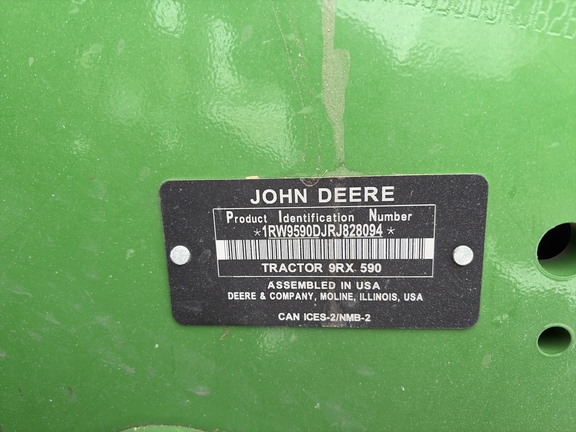 JOHN DEERE
Product Identification Number
*1RW9590DJRJ828094*
TRACTOR 9RX 590
ASSEMBLED IN USA
DEERE & COMPANY, MOLINE, ILLINOIS, USA
CAN ICES-2/NMB-2